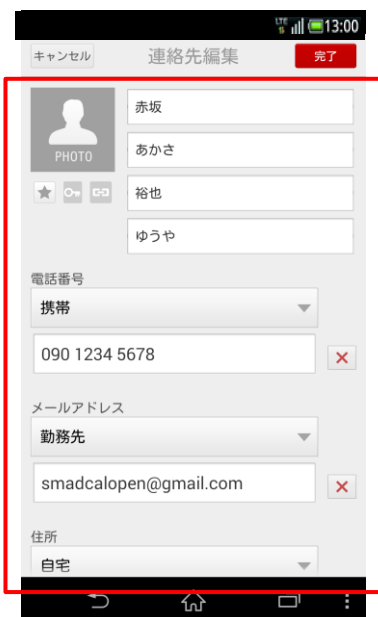 LTE 13:00
キャンセル 連絡先編集 完了
赤坂
あかさ
PHOTO
裕也
ゆうや
電話番号
携帯
090 1234 5678
メールアドレス
勤務先
smadcalopen@gmail.com
住所
自宅